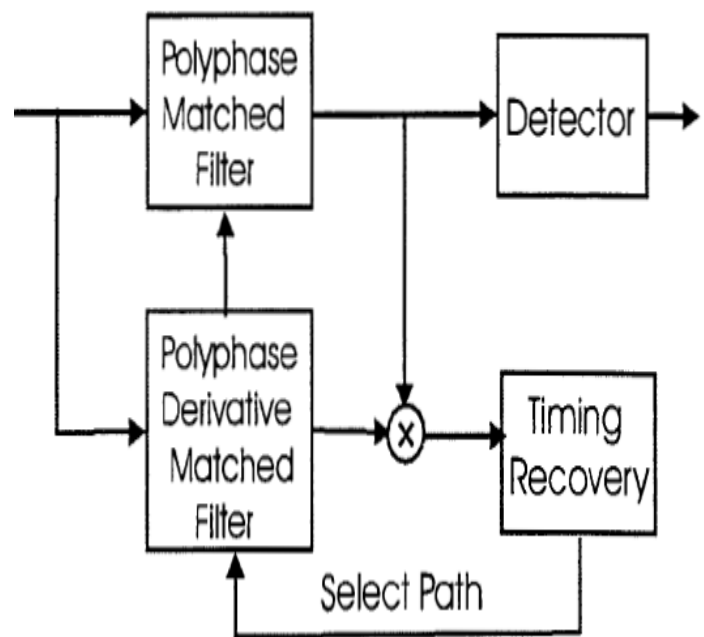 Polyphase
Matched
Filter
Detector
Polyphase
Derivative
Matched
Filter
X
Timing
Recovery
Select Path